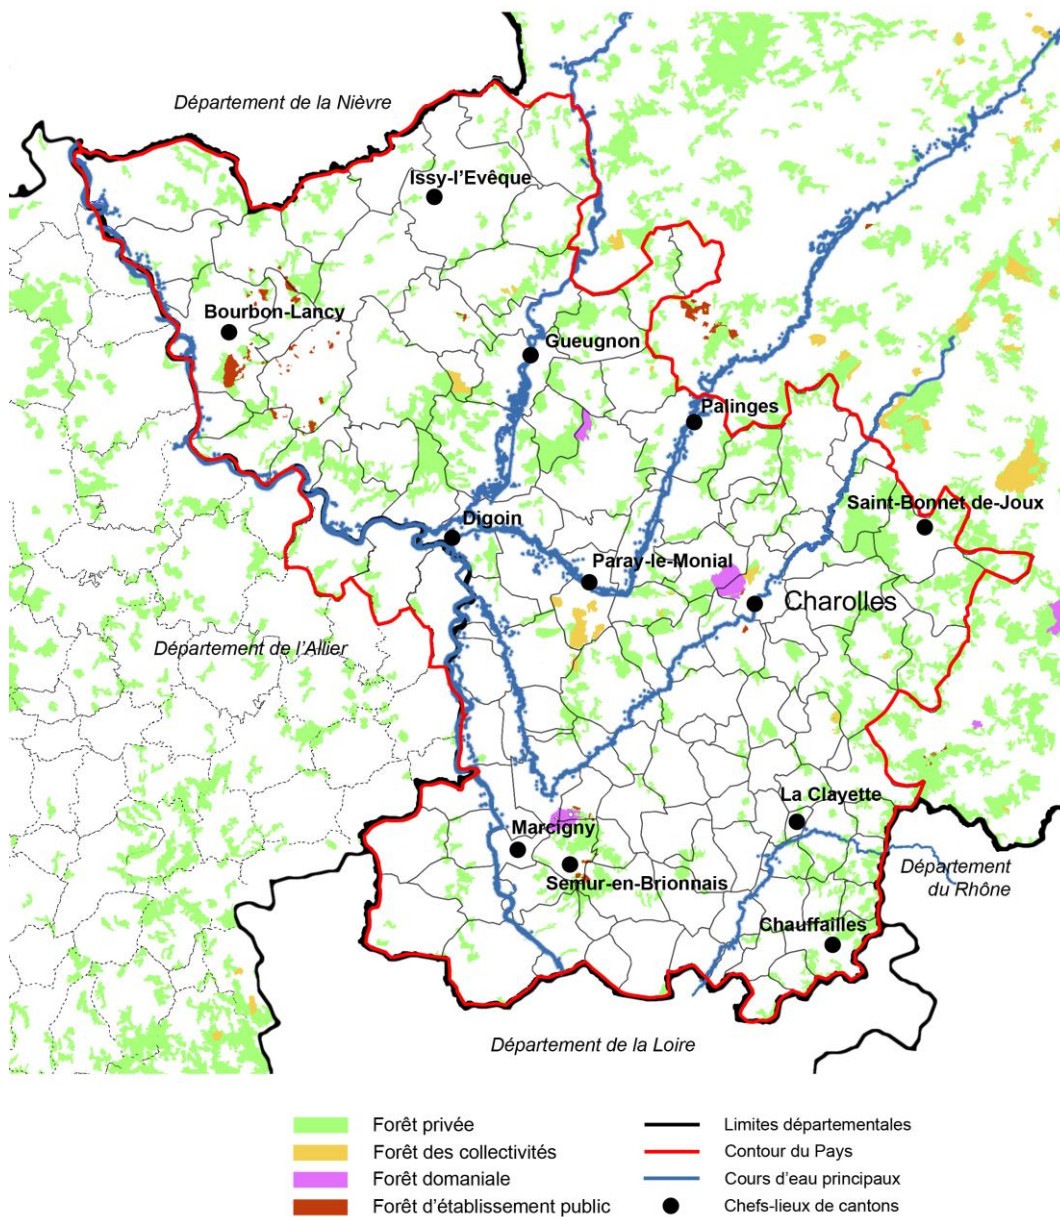 Département de la Nièvre
Issy-l'Evêque
Bourbon-Lancy
Gueugnon
Palinges
Saint-Bonnet de-Joux
Digoin
Paray-le-Monial
Charolles
Département de l'Allier
La Clayette
Marcigny
Département
du Rhône
Semur-en-Brionnais
Chauffailles
Département de la Loire
Forêt privée
Forêt des collectivités
Forêt domaniale
Forêt d'établissement public
Limites départementales
Contour du Pays
Cours d'eau principaux
Chefs-lieux de cantons